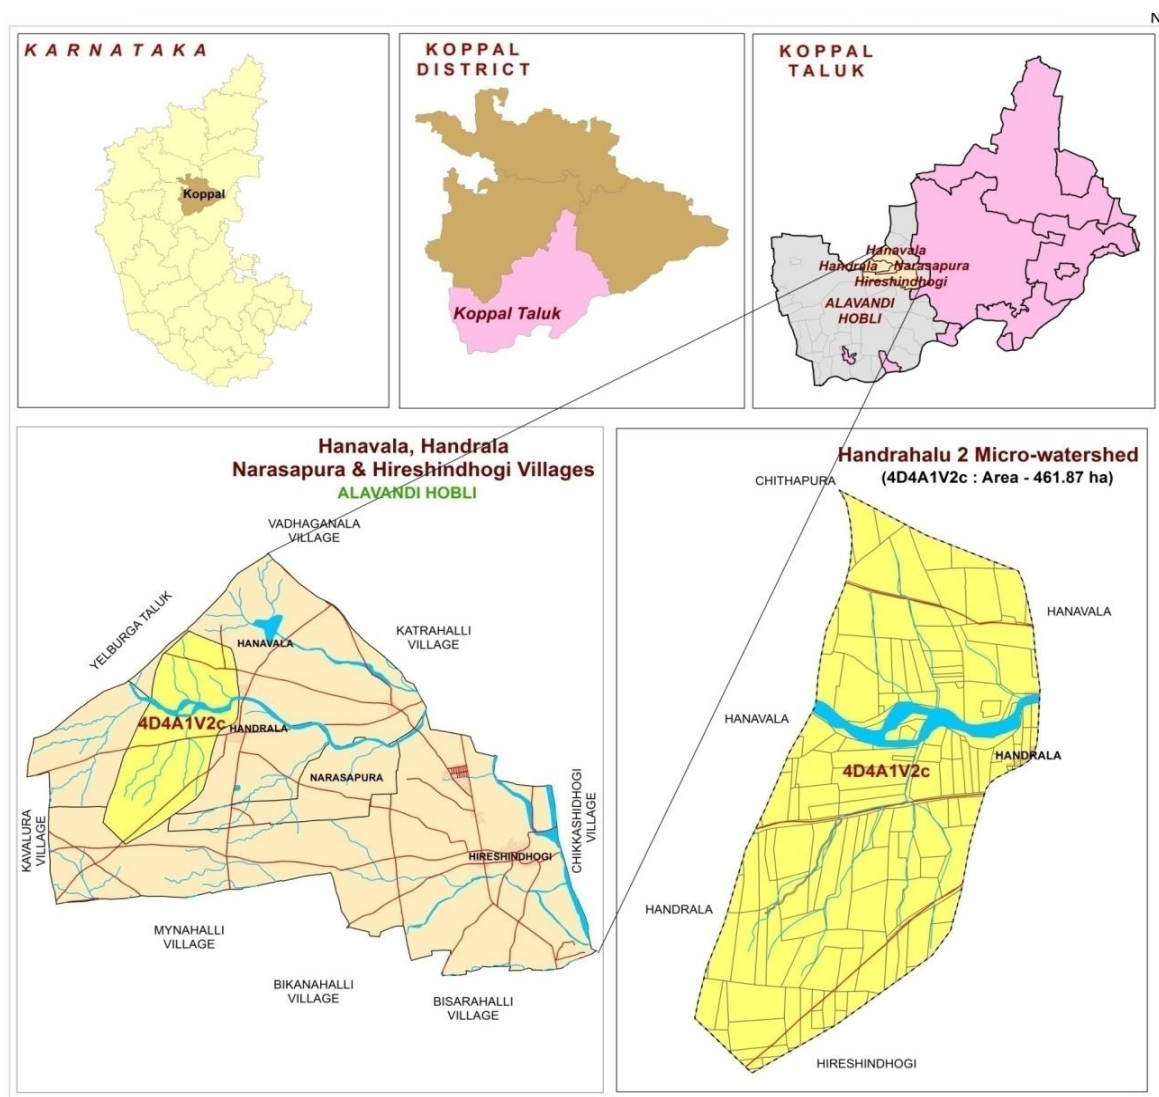 N
KARNATAKA
Koppal
KOPPAL
DISTRICT
Koppal Taluk
KOPPAL
TALUK
Hanavala
Handrala
Narasapura
Hireshindhogi
ALAVANDI
HOBLI
Hanavala, Handrala
Narasapura & Hireshindhogi Villages
ALAVANDI HOBLI
VADHAGANALA
VILLAGE
YELBURGA TALUK
KATRAHALLI
VILLAGE
HANAVALA
4D4A1V2c
HANDRALA
NARASAPURA
HIRESHINDHOGI
KAVALURA
VILLAGE
CHIKKASHIDHOGI
VILLAGE
MYNAHALLI
VILLAGE
BIKANAHALLI
VILLAGE
BISARAHALLI
VILLAGE
Handrahalu 2 Micro-watershed
(4D4A1V2c : Area - 461.87 ha)
CHITHAPURA
HANAVALA
HANAVALA
HANDRALA
4D4A1V2c
HANDRALA
HIRESHINDHOGI